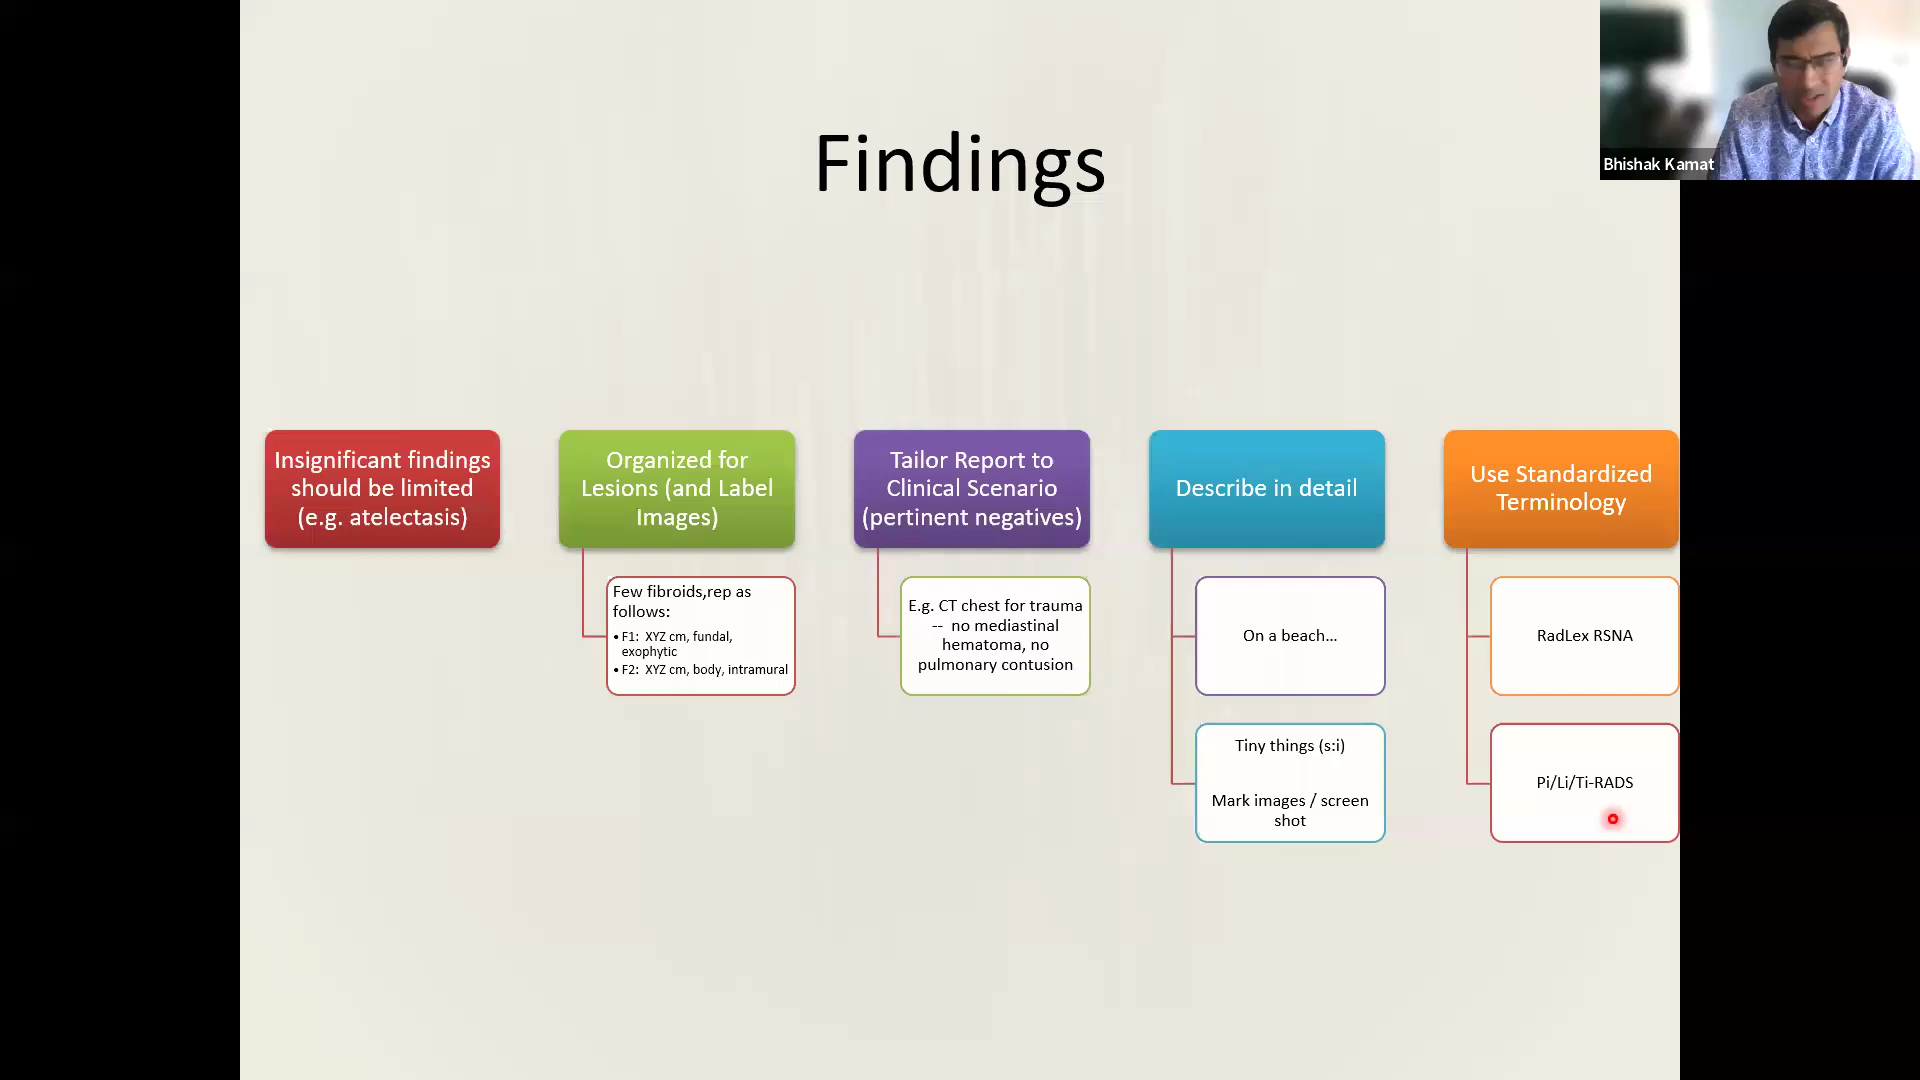 Bhishak Kamat
Findings
Insignificant findings
should be limited
(e.g. atelectasis)
Organized for
Lesions (and Label
Images)
Few fibroids,rep as
follows:
• F1:  XYZ cm, fundal,
exophytic
• F2:  XYZ cm, body, intramural
Tailor Report to
Clinical Scenario
(pertinent negatives)
E.g. CT chest for trauma
--  no mediastinal
hematoma, no
pulmonary contusion
Describe in detail
On a beach...
Tiny things (s:i)
Mark images / screen
shot
Use Standardized
Terminology
RadLex RSNA
Pi/Li/Ti-RADS